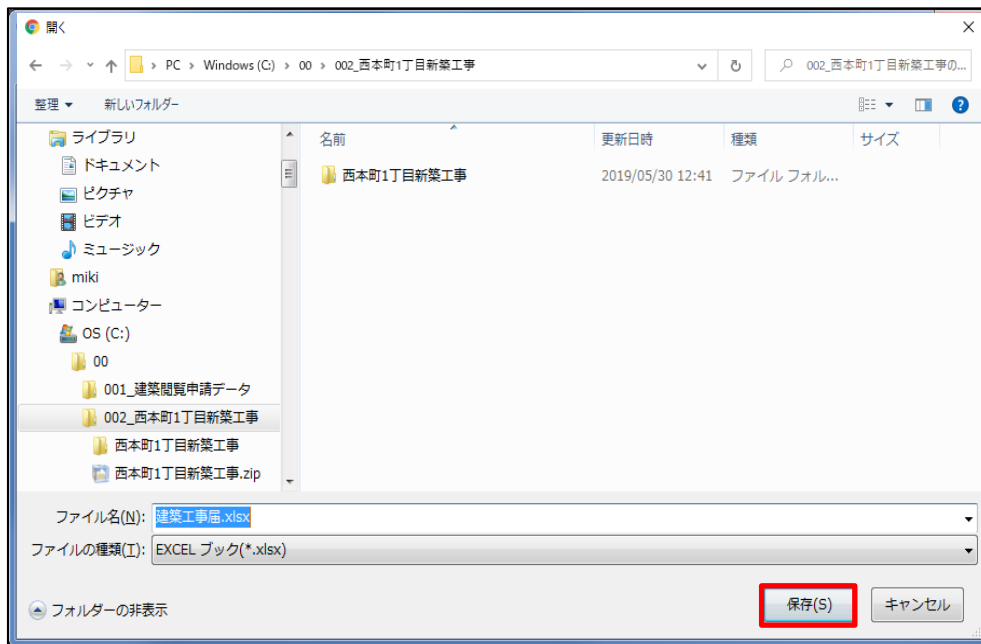 開く
PC › Windows (C:) › 00 › 002_西本町1丁目新築工事
002_西本町1丁目新築工事の...
整理 新しいフォルダー
ライブラリ
ドキュメント
ピクチャ
ビデオ
ミュージック
miki
コンピューター
OS (C:)
00
001_建築閲覧申請データ
002_西本町1丁目新築工事
西本町1丁目新築工事
西本町1丁目新築工事.zip
名前 更新日時 種類 サイズ
西本町1丁目新築工事 2019/05/30 12:41 ファイル フォル...
ファイル名(N): 建築工事届.xlsx
ファイルの種類(T): EXCEL ブック(*.xlsx)
フォルダーの非表示
保存(S) キャンセル